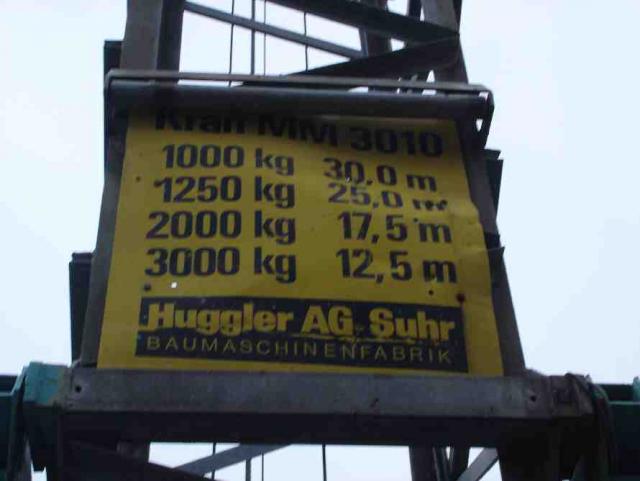 Kran MM 3010
1000 kg 30,0 m
1250 kg 25,0 m
2000 kg 17,5 m
3000 kg 12,5 m
Huggler AG Suhr
BAUMASCHINENFABRIK